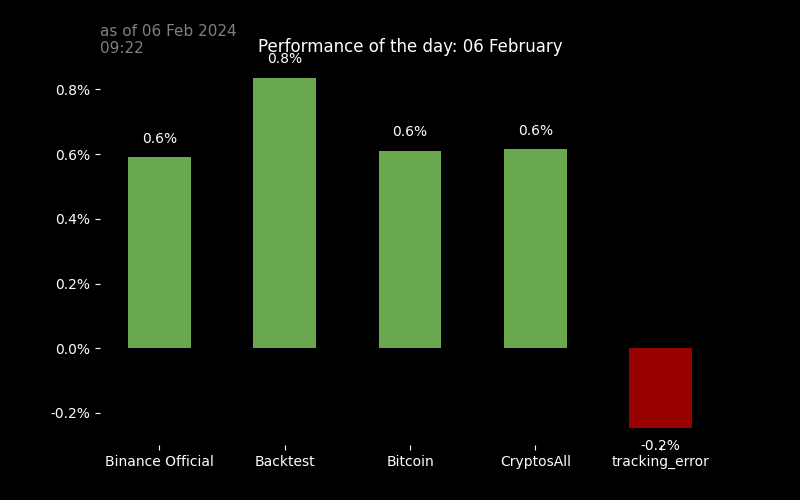 as of 06 Feb 2024
09:22
Performance of the day: 06 February
0.8%
0.6%
0.4%
0.2%
0.0%
-0.2%
0.6%
0.8%
0.6%
0.6%
-0.2%
Binance Official
Backtest
Bitcoin
CryptosAll
tracking_error